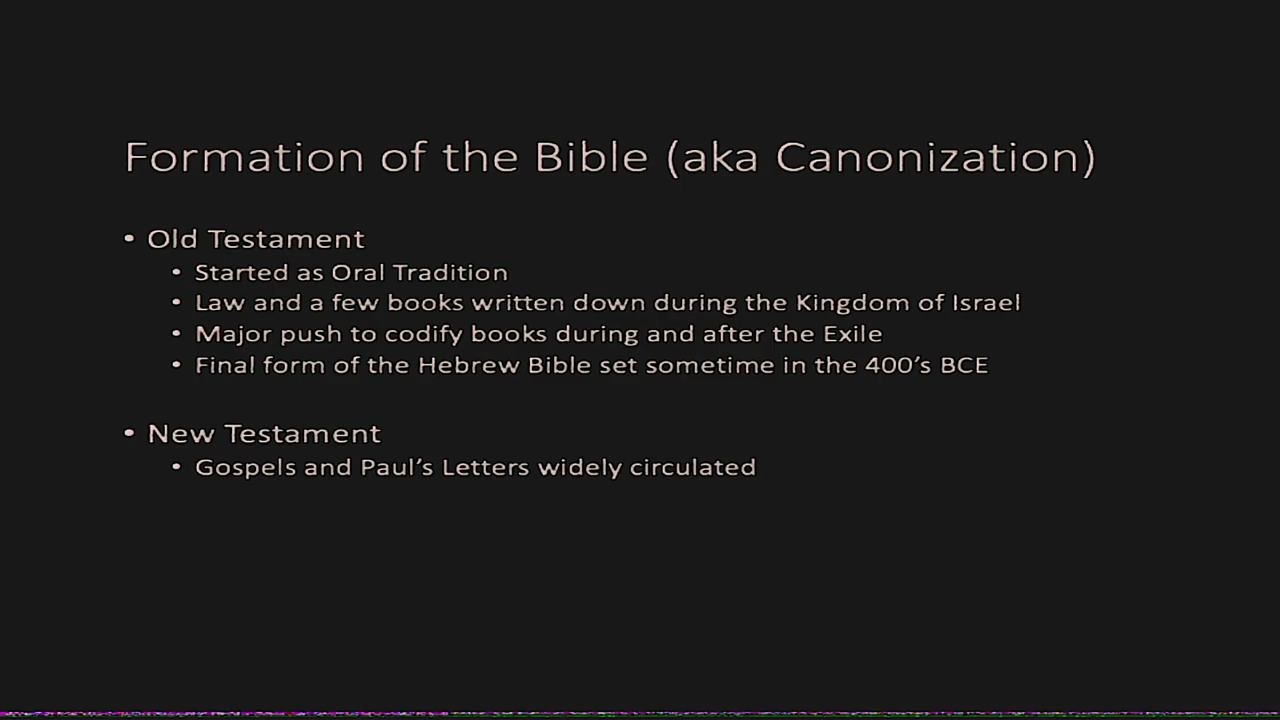 Formation of the Bible (aka Canonization)
• Old Testament
• Started as Oral Tradition
• Law and a few books written down during the Kingdom of Israel
• Major push to codify books during and after the Exile
• Final form of the Hebrew Bible set sometime in the 400’s BCE
• New Testament
• Gospels and Paul’s Letters widely circulated